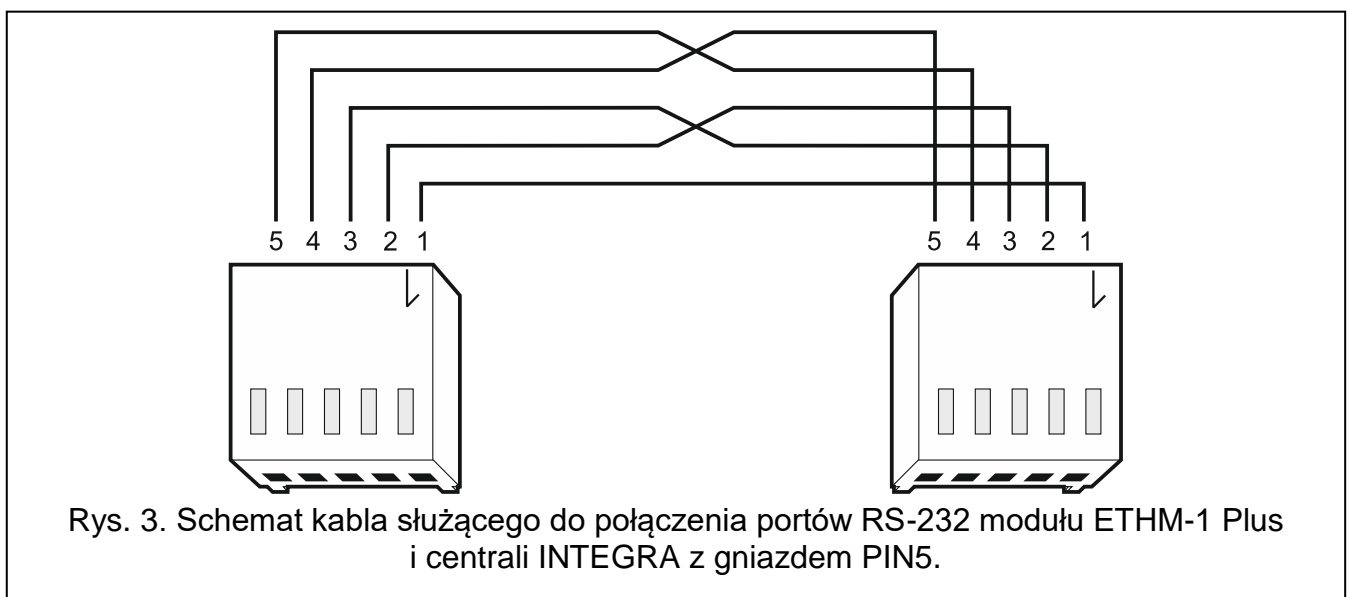 5 4 3 2 1
5 4 3 2 1
Rys. 3. Schemat kabla służącego do połączenia portów RS-232 modułu ETHM-1 Plus
i centrali INTEGRA z gniazdem PIN5.